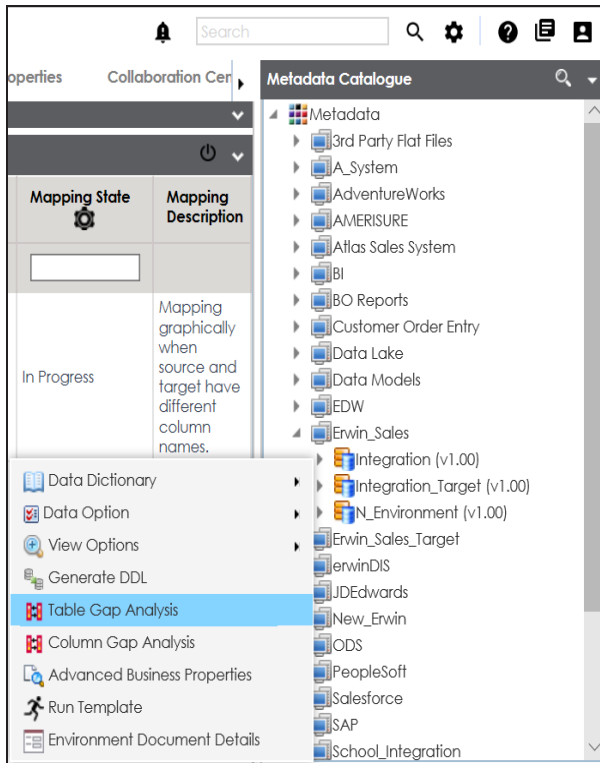 Search
operties
Collaboration Cen
Metadata Catalogue
Mapping State
Mapping
Description
In Progress
Mapping
graphically
when
source and
target have
different
column
names.
Metadata
3rd Party Flat Files
A_System
AdventureWorks
AMERISURE
Atlas Sales System
BI
BO Reports
Customer Order Entry
Data Lake
Data Models
EDW
Erwin_Sales
Integration (v1.00)
Integration_Target (v1.00)
N_Environment (v1.00)
Erwin_Sales_Target
erwinDIS
JDEdwards
New_Erwin
ODS
PeopleSoft
Salesforce
SAP
School_Integration
Data Dictionary
Data Option
View Options
Generate DDL
Table Gap Analysis
Column Gap Analysis
Advanced Business Properties
Run Template
Environment Document Details